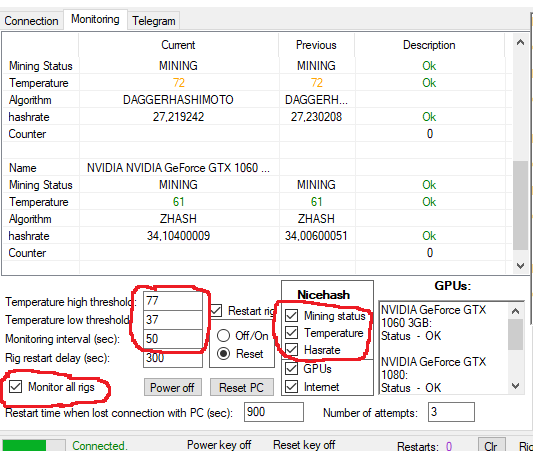 Connection Monitoring Telegram
Current Previous Description
Mining Status MINING MINING Ok
Temperature 72 72 Ok
Algorithm DAGGERHASHIMOTO DAGGERH...
hashrate 27,219242 27,230208 Ok
Counter 0
Name NVIDIA NVIDIA GeForce GTX 1060 ...
Mining Status MINING MINING Ok
Temperature 61 61 Ok
Algorithm ZHASH ZHASH
hashrate 34,10400009 34,00600051 Ok
Counter 0
Temperature high threshold: 77
Temperature low threshold: 37
Monitoring interval (sec): 50
Rig restart delay (sec): 300
Monitor all rigs
Restart rig
Off/On
Reset
Power off Reset PC
Nicehash
Mining status
Temperature
Hasrate
GPUs
Internet
GPUs:
NVIDIA GeForce GTX
1060 3GB:
Status - OK
NVIDIA GeForce GTX
1080:
Status - OK
Restart time when lost connection with PC (sec): 900 Number of attempts: 3
Connected. Power key off Reset key off Restarts: 0 Clr Rig